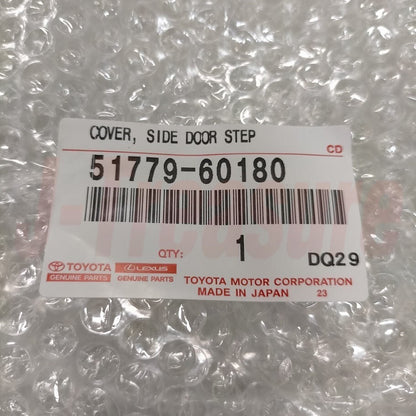 COVER, SIDE DOOR STEP
CD
51779-60180
QTY: 1 DQ29
TOYOTA LEXUS
GENUINE PARTS GENUINE PARTS
TOYOTA MOTOR CORPORATION
MADE IN JAPAN 23